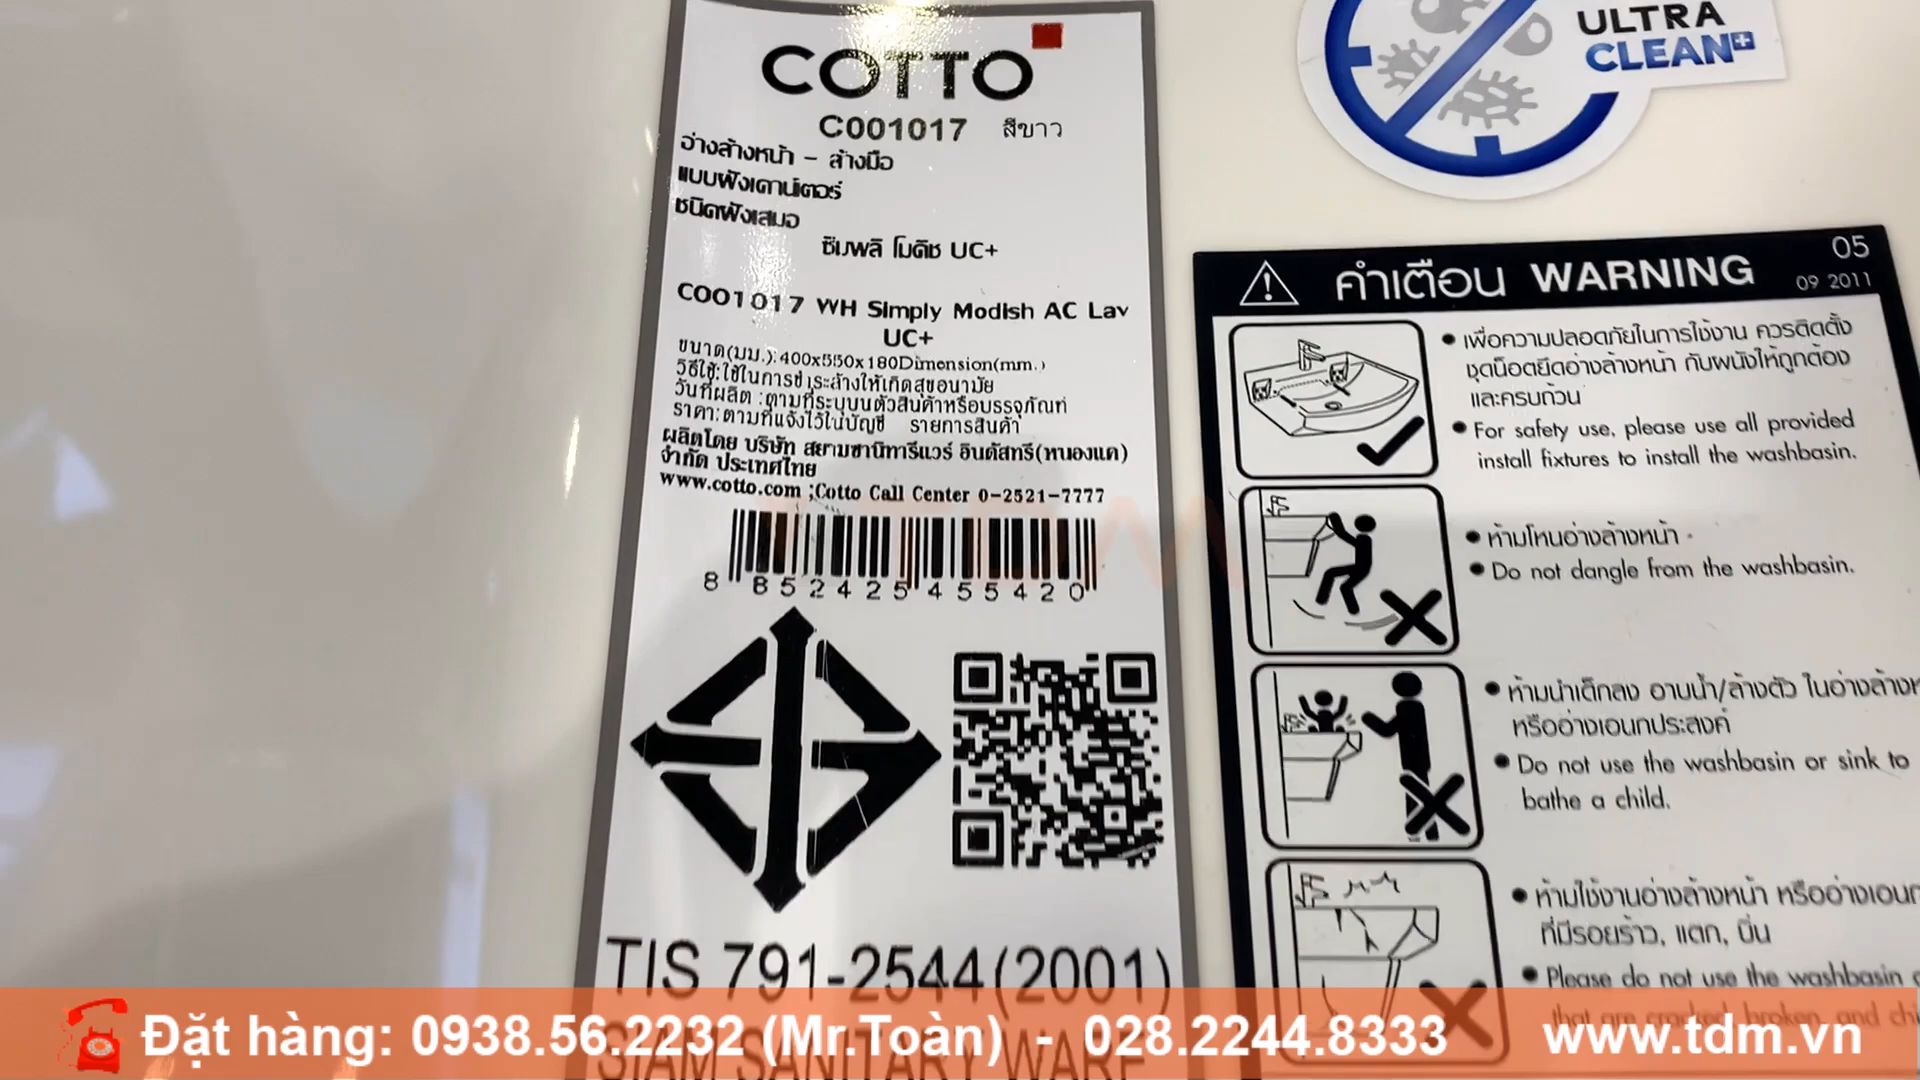 COTTO
C001017 สีขาว
อ่างล้างหน้า - ล้างมือ
แบบฝังเคาน์เตอร์
ชนิดฝังเสมอ
ซิมพลิ โมดิช UC+
C001017 WH Simply Modish AC Lav
UC+
ขนาด(มม.):400x550x180Dimension(mm.)
วิธีใช้:ใช้ในการชำระล้างให้เกิดสุขอนามัย
วันที่ผลิต :ตามที่ระบุบนตัวสินค้าหรือบรรจุภัณฑ์
ราคา:ตามที่แจ้งไว้ในบัญชี รายการสินค้า
ผลิตโดย บริษัท สยามซานิทารีแวร์ อินดัสทรี(หนองแค)
จำกัด ประเทศไทย
www.cotto.com ;Cotto Call Center 0-2521-7777
8 852425 455420
TIS 791-2544(2001)
SIAM SANITARY WARE
ULTRA
CLEAN+
คำเตือน WARNING
05
09 2011
• เพื่อความปลอดภัยในการใช้งาน ควรติดตั้ง
ชุดน็อตยึดอ่างล้างหน้า กับผนังให้ถูกต้อง
และครบถ้วน
• For safety use, please use all provided
install fixtures to install the washbasin.
• ห้ามโหนอ่างล้างหน้า
• Do not dangle from the washbasin.
• ห้ามนำเด็กลง อาบน้ำ/ล้างตัว ในอ่างล้างห
หรืออ่างเอนกประสงค์
• Do not use the washbasin or sink to
bathe a child.
• ห้ามใช้งานอ่างล้างหน้า หรืออ่างเอนก
ที่มีรอยร้าว, แตก, บิ่น
• Please do not use the washbasin
that are cracked, broken, and chi
TDM
Đặt hàng: 0938.56.2232 (Mr.Toàn) - 028.2244.8333 www.tdm.vn